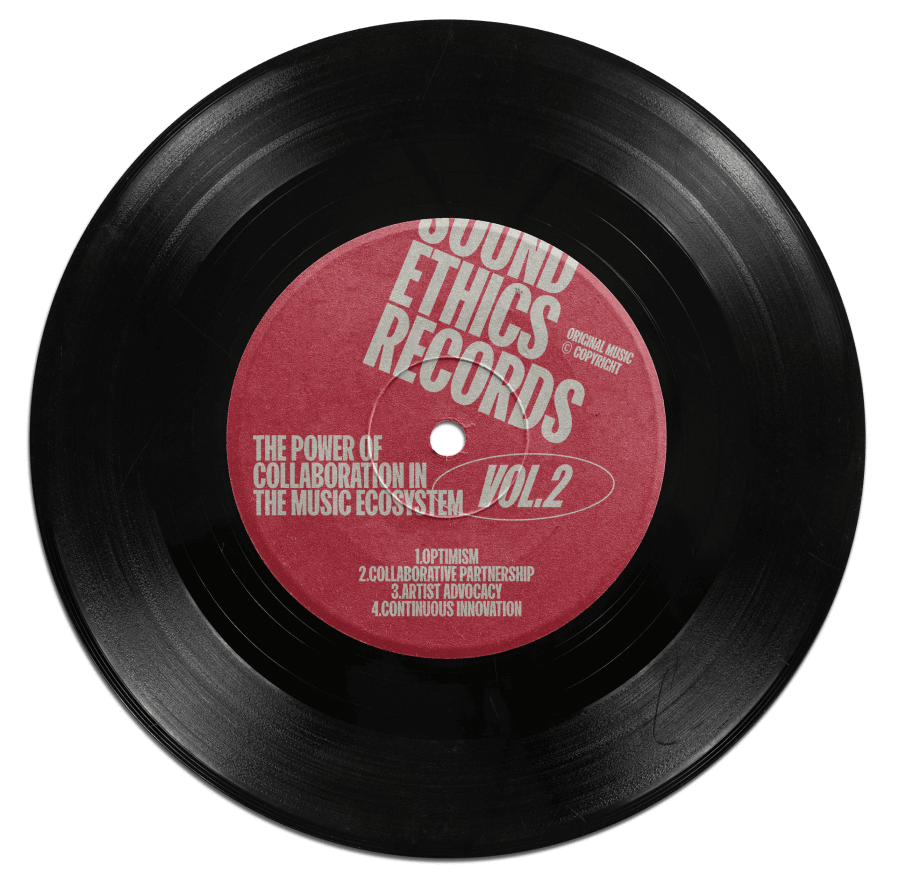 SOUND
ETHICS
RECORDS
ORIGINAL MUSIC
© COPYRIGHT
THE POWER OF
COLLABORATION IN
THE MUSIC ECOSYSTEM
VOL.2
1.OPTIMISM
2.COLLABORATIVE PARTNERSHIP
3.ARTIST ADVOCACY
4.CONTINUOUS INNOVATION